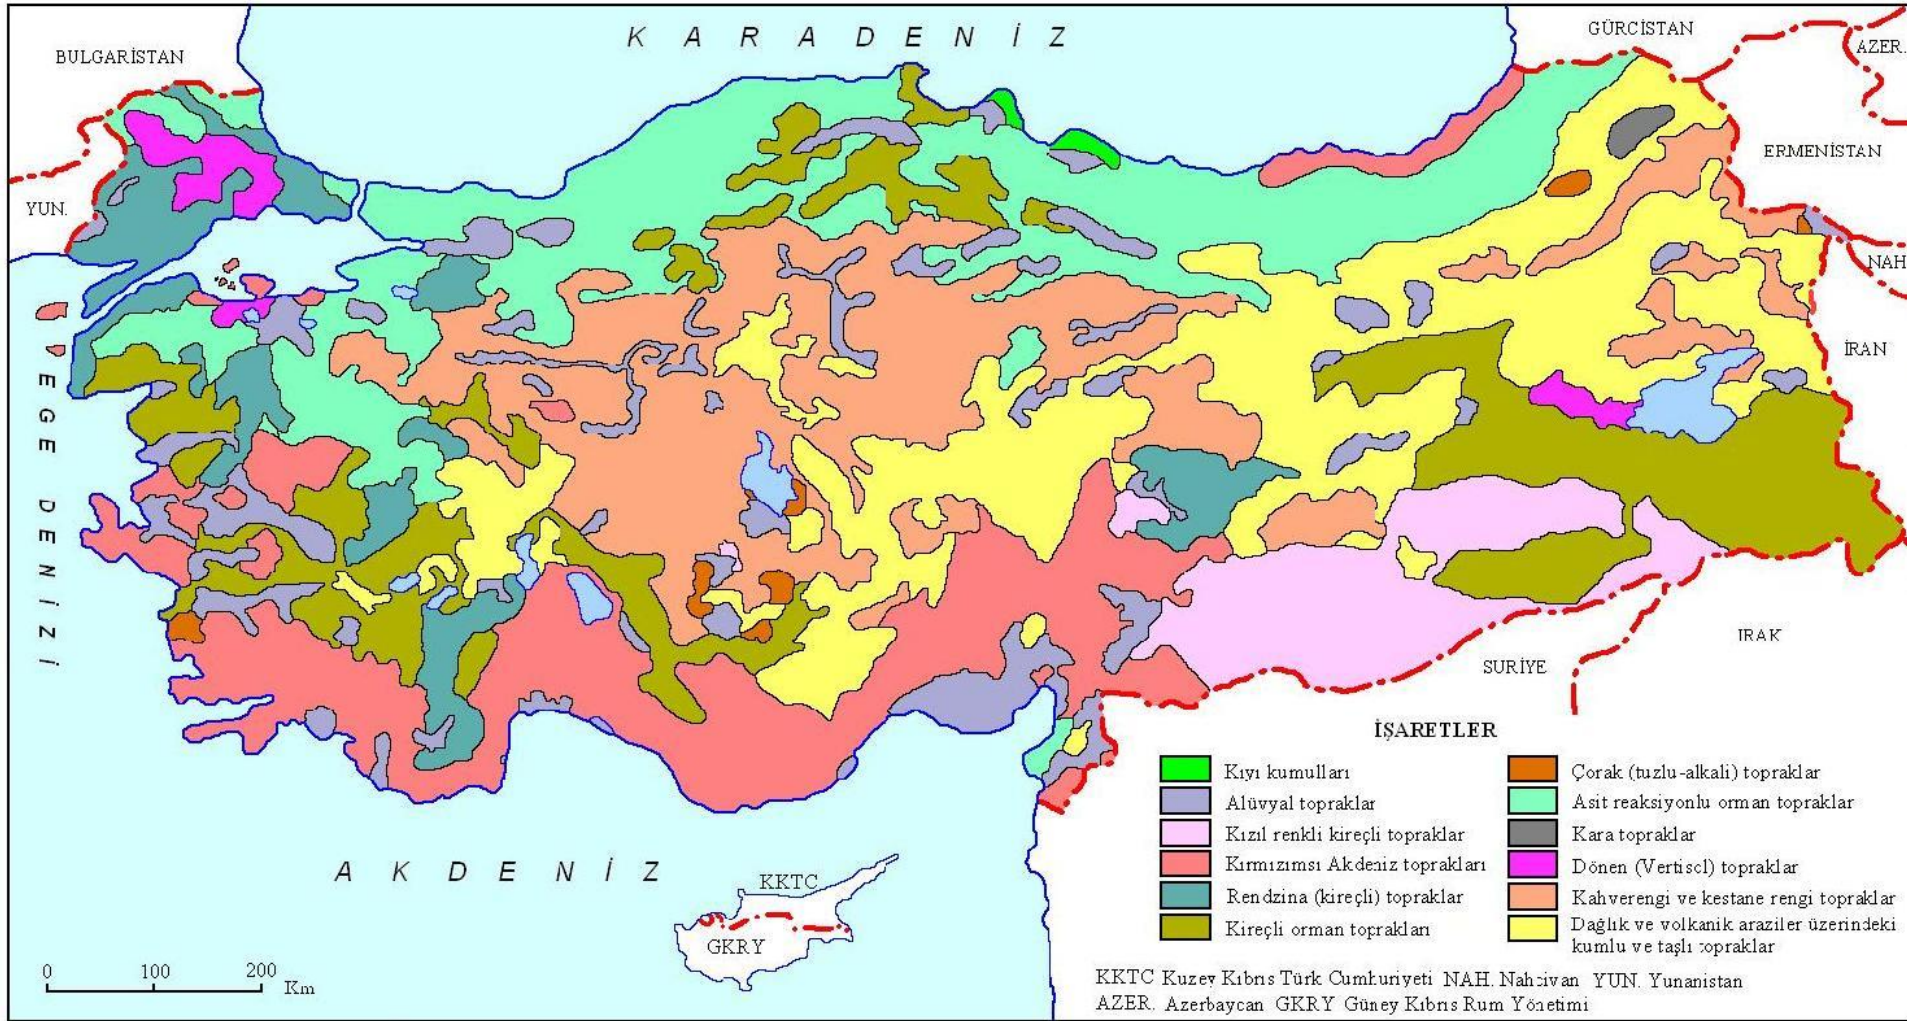 KARADENİZ
GÜRCİSTAN
AZER.
BULGARİSTAN
ERMENİSTAN
YUN.
NAH.
İRAN
EGE DENİZİ
IRAK
SURİYE
AKDENİZ
KKTC
GKRY
0 100 200
Km
İŞARETLER
Kıyı kumulları
Alüvyal topraklar
Kızıl renkli kireçli topraklar
Kırmızımsı Akdeniz toprakları
Rendzina (kireçli) topraklar
Kireçli orman toprakları
Çorak (tuzlu-alkali) topraklar
Asit reaksiyonlu orman topraklar
Kara topraklar
Dönen (Vertisel) topraklar
Kahverengi ve kestane rengi topraklar
Dağlık ve volkanik araziler üzerindeki
kumlu ve taşlı topraklar
KKTC Kuzey Kıbrıs Türk Cumhuriyeti NAH. Nahcivan YUN. Yunanistan
AZER. Azerbaycan GKRY Güney Kıbrıs Rum Yönetimi